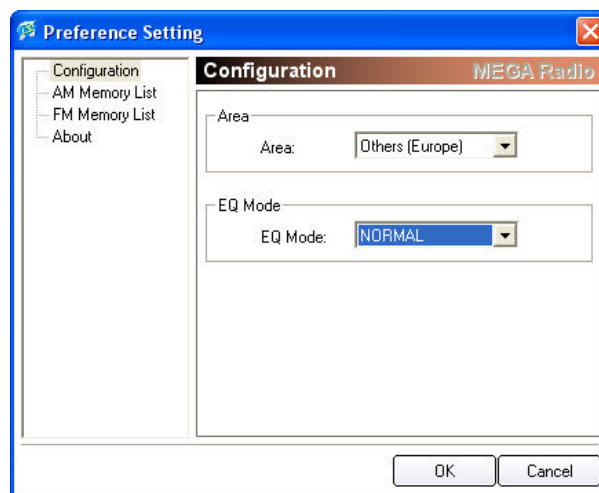 Preference Setting
Configuration
AM Memory List
FM Memory List
About
Configuration MEGA Radio
Area
Area: Others (Europe)
EQ Mode
EQ Mode: NORMAL
OK Cancel